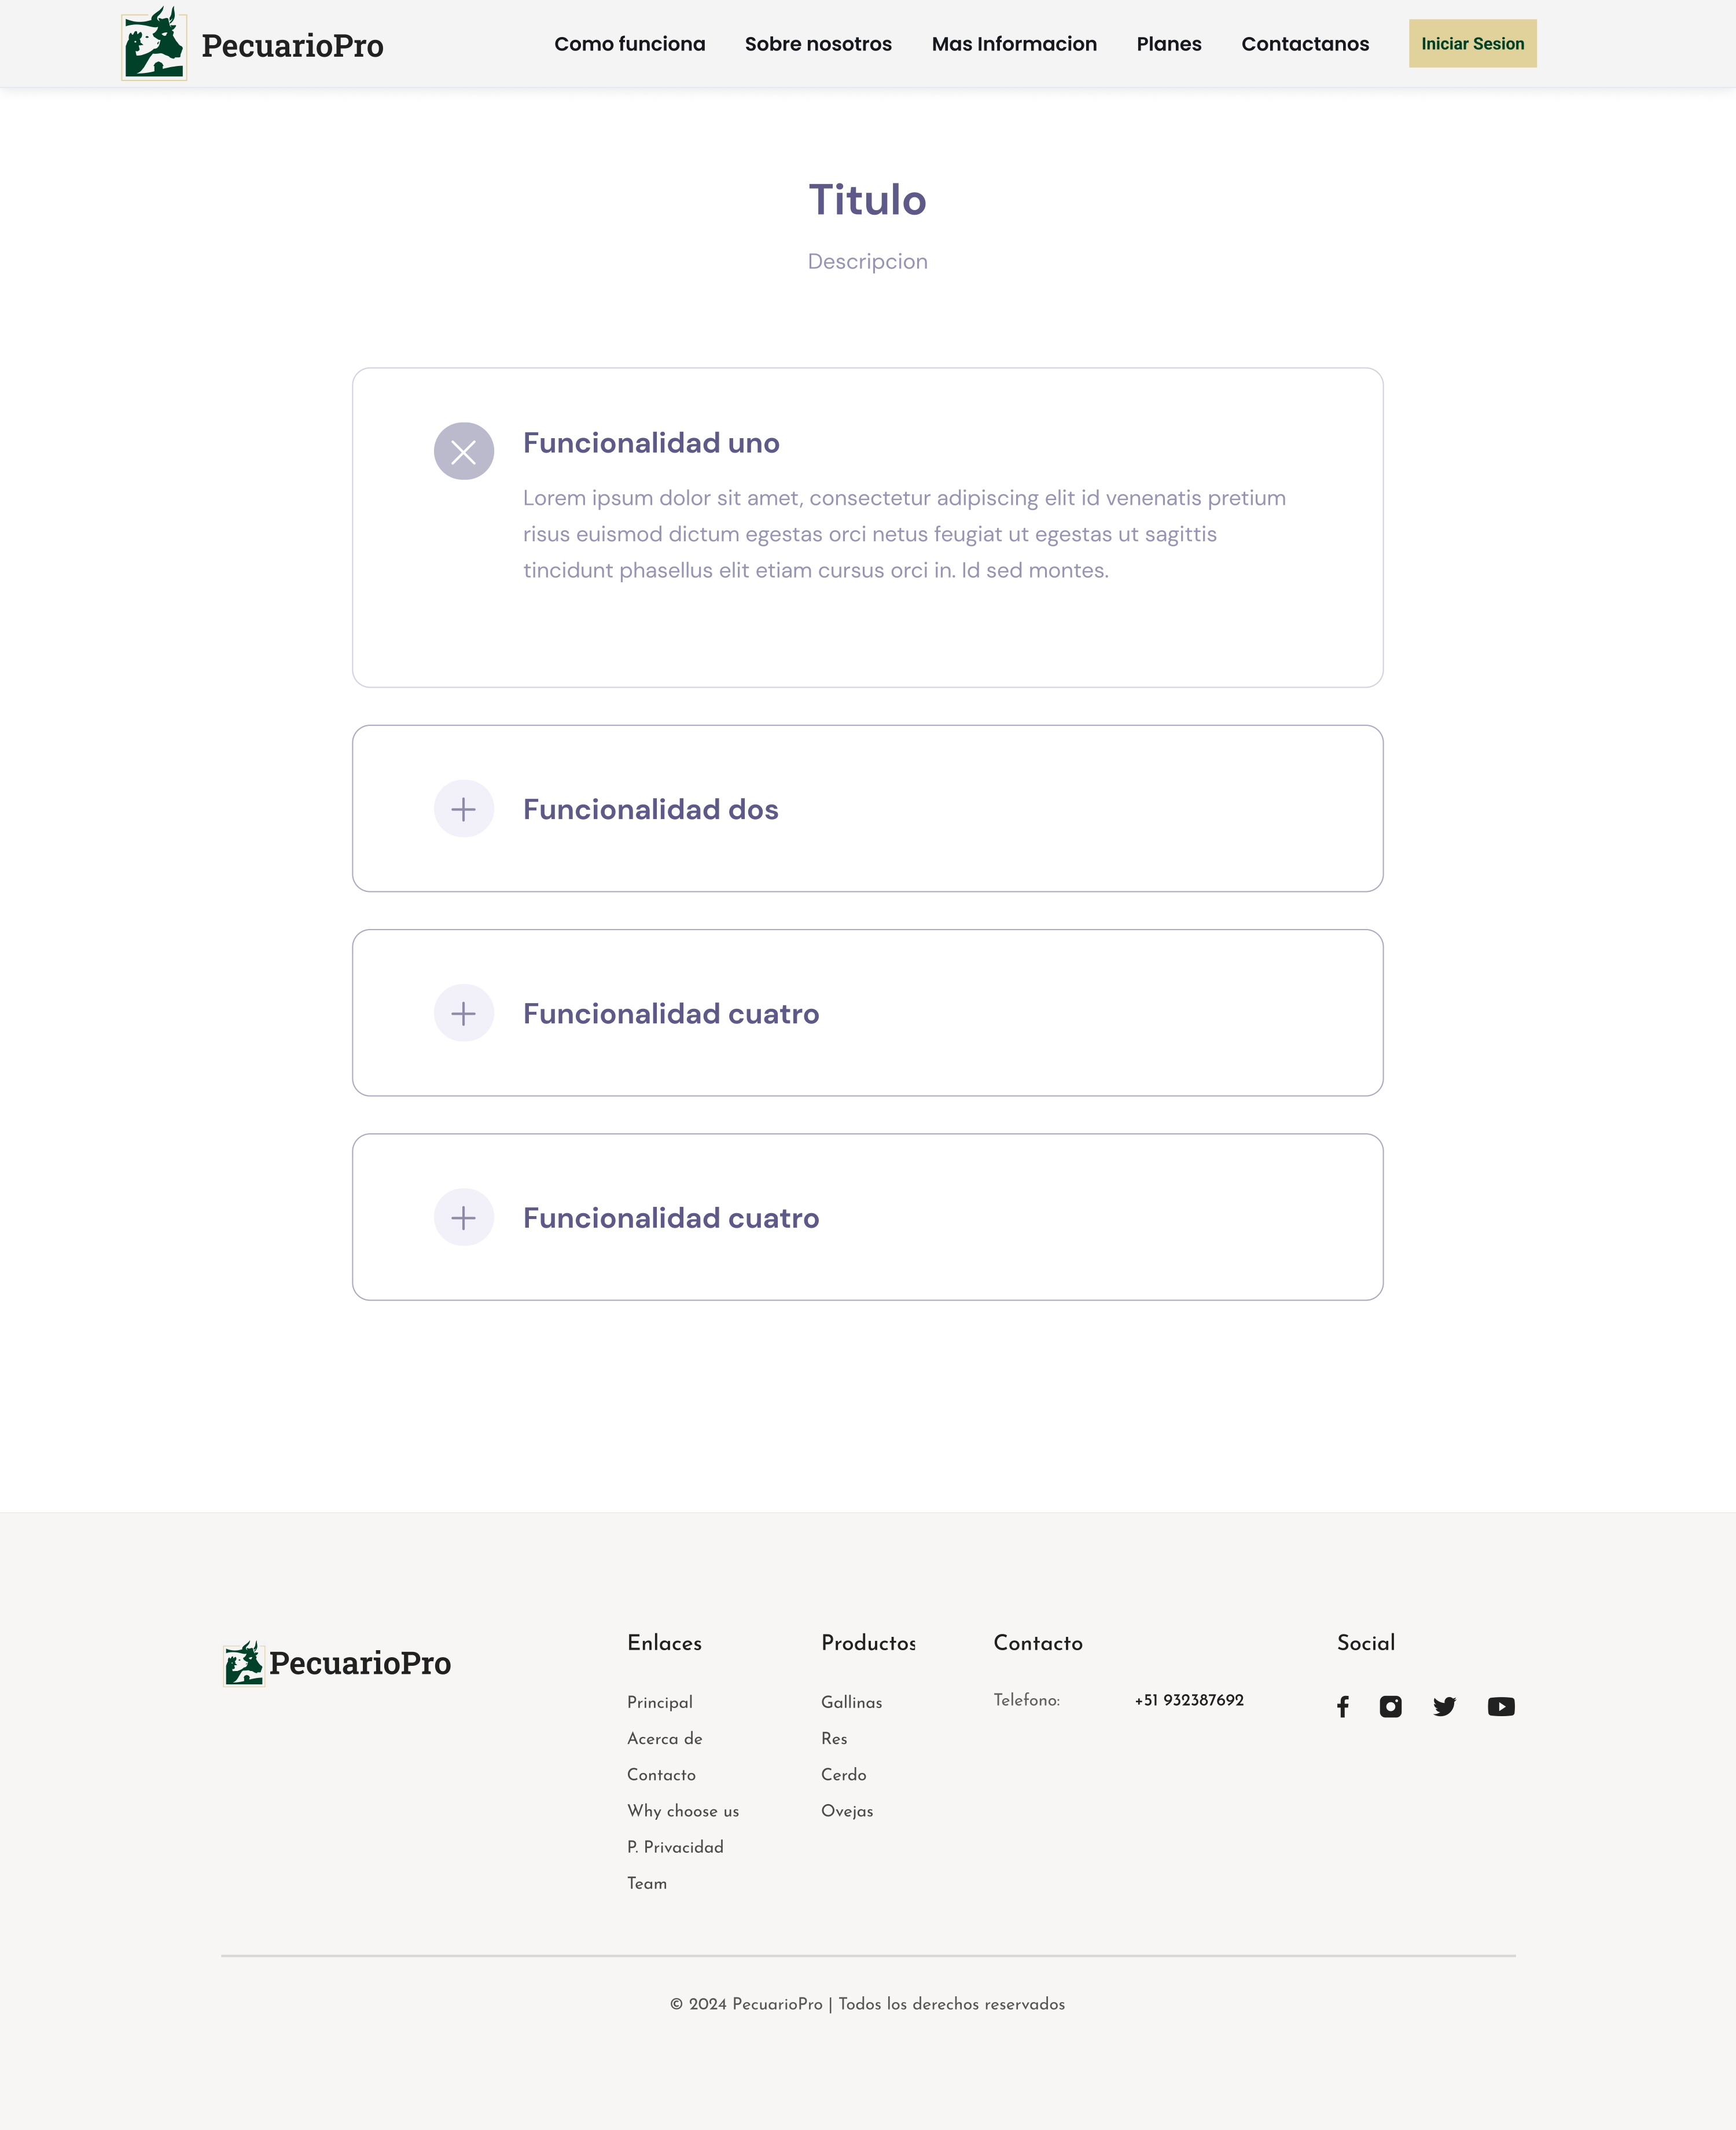 PecuarioPro
Como funciona
Sobre nosotros
Mas Informacion
Planes
Contactanos
Iniciar Sesion
Titulo
Descripcion
Funcionalidad uno
Lorem ipsum dolor sit amet, consectetur adipiscing elit id venenatis pretium
risus euismod dictum egestas orci netus feugiat ut egestas ut sagittis
tincidunt phasellus elit etiam cursus orci in. Id sed montes.
Funcionalidad dos
Funcionalidad cuatro
Funcionalidad cuatro
PecuarioPro
Enlaces
Principal
Acerca de
Contacto
Why choose us
P. Privacidad
Team
Productos
Gallinas
Res
Cerdo
Ovejas
Contacto
Telefono: +51 932387692
Social
© 2024 PecuarioPro | Todos los derechos reservados